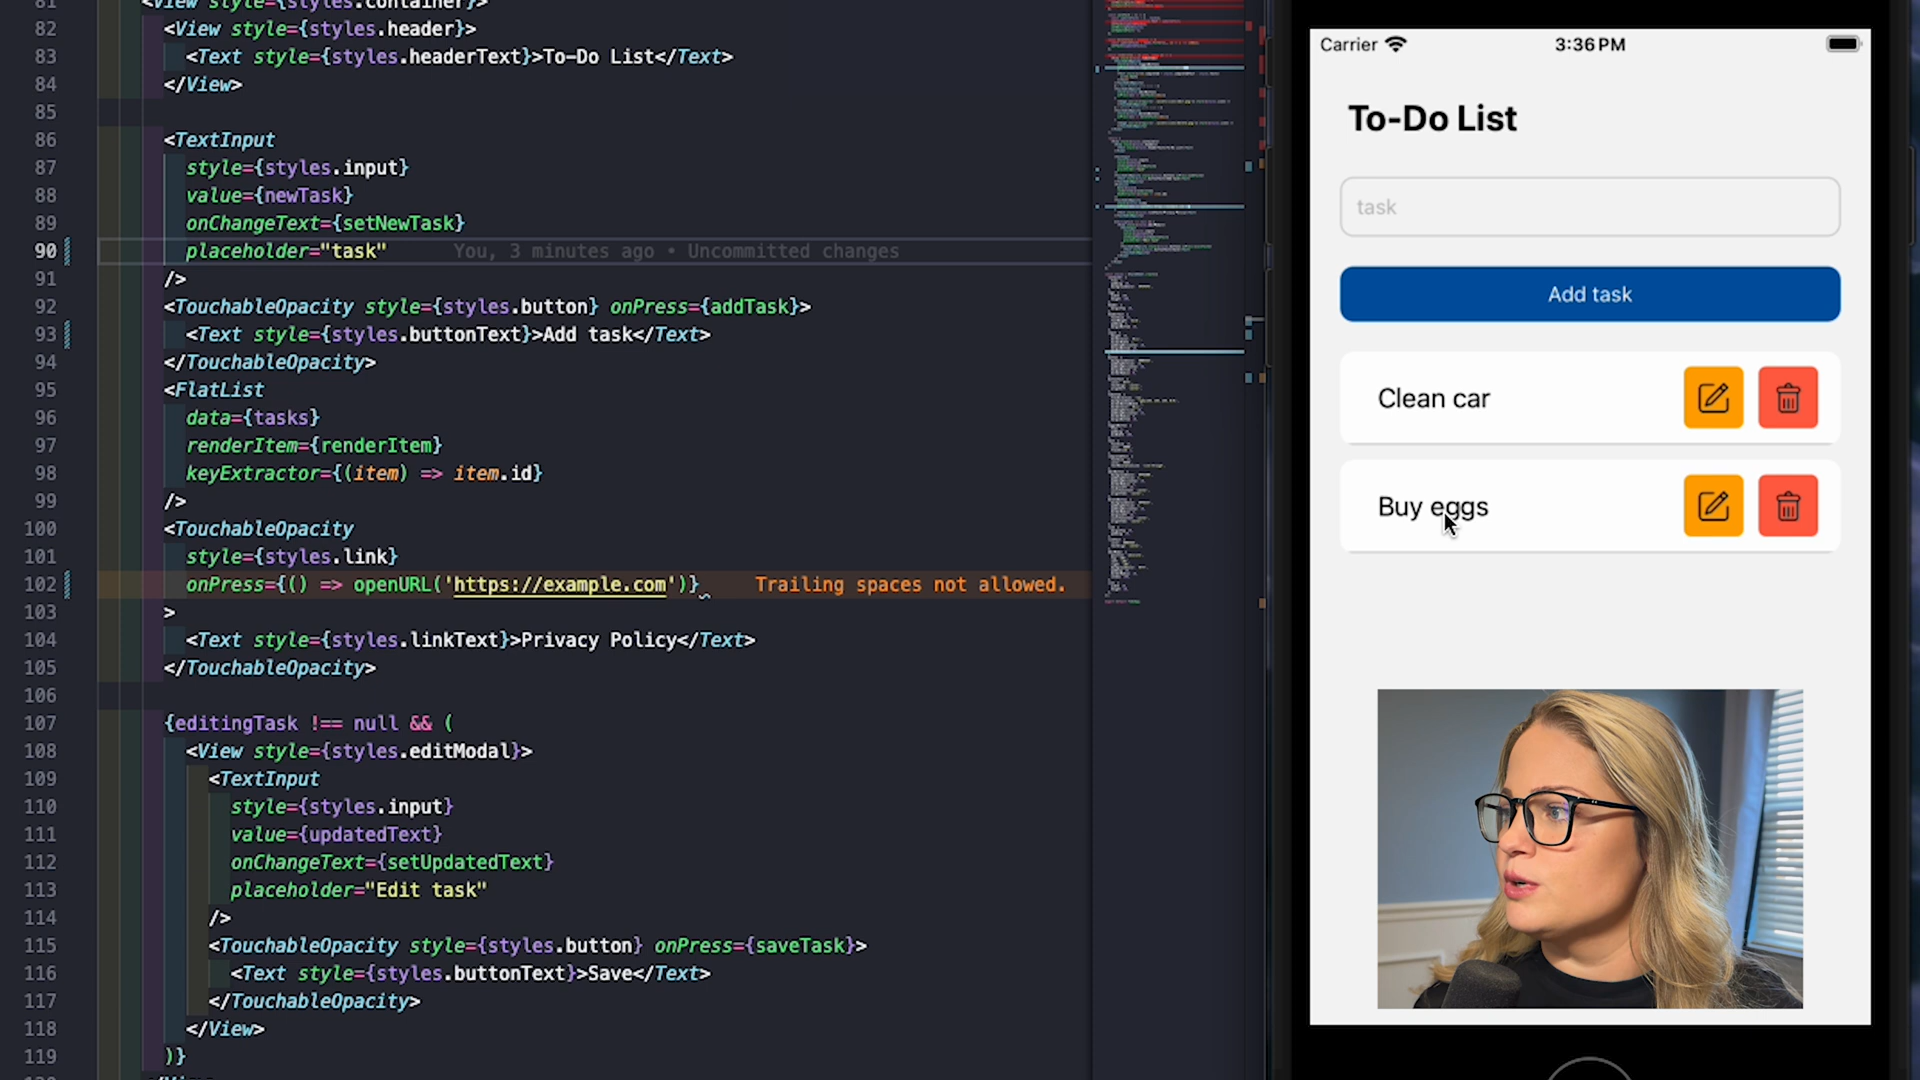 81 <View style={styles.container}>
82 <View style={styles.header}>
83 <Text style={styles.headerText}>To-Do List</Text>
84 </View>
85
86 <TextInput
87 style={styles.input}
88 value={newTask}
89 onChangeText={setNewTask}
90 placeholder="task" You, 3 minutes ago • Uncommitted changes
91 />
92 <TouchableOpacity style={styles.button} onPress={addTask}>
93 <Text style={styles.buttonText}>Add task</Text>
94 </TouchableOpacity>
95 <FlatList
96 data={tasks}
97 renderItem={renderItem}
98 keyExtractor={(item) => item.id}
99 />
100 <TouchableOpacity
101 style={styles.link}
102 onPress={() => openURL('https://example.com')} Trailing spaces not allowed.
103 >
104 <Text style={styles.linkText}>Privacy Policy</Text>
105 </TouchableOpacity>
106
107 {editingTask !== null && (
108 <View style={styles.editModal}>
109 <TextInput
110 style={styles.input}
111 value={updatedText}
112 onChangeText={setUpdatedText}
113 placeholder="Edit task"
114 />
115 <TouchableOpacity style={styles.button} onPress={saveTask}>
116 <Text style={styles.buttonText}>Save</Text>
117 </TouchableOpacity>
118 </View>
119 )}
Carrier 3:36 PM
To-Do List
task
Add task
Clean car
Buy eggs